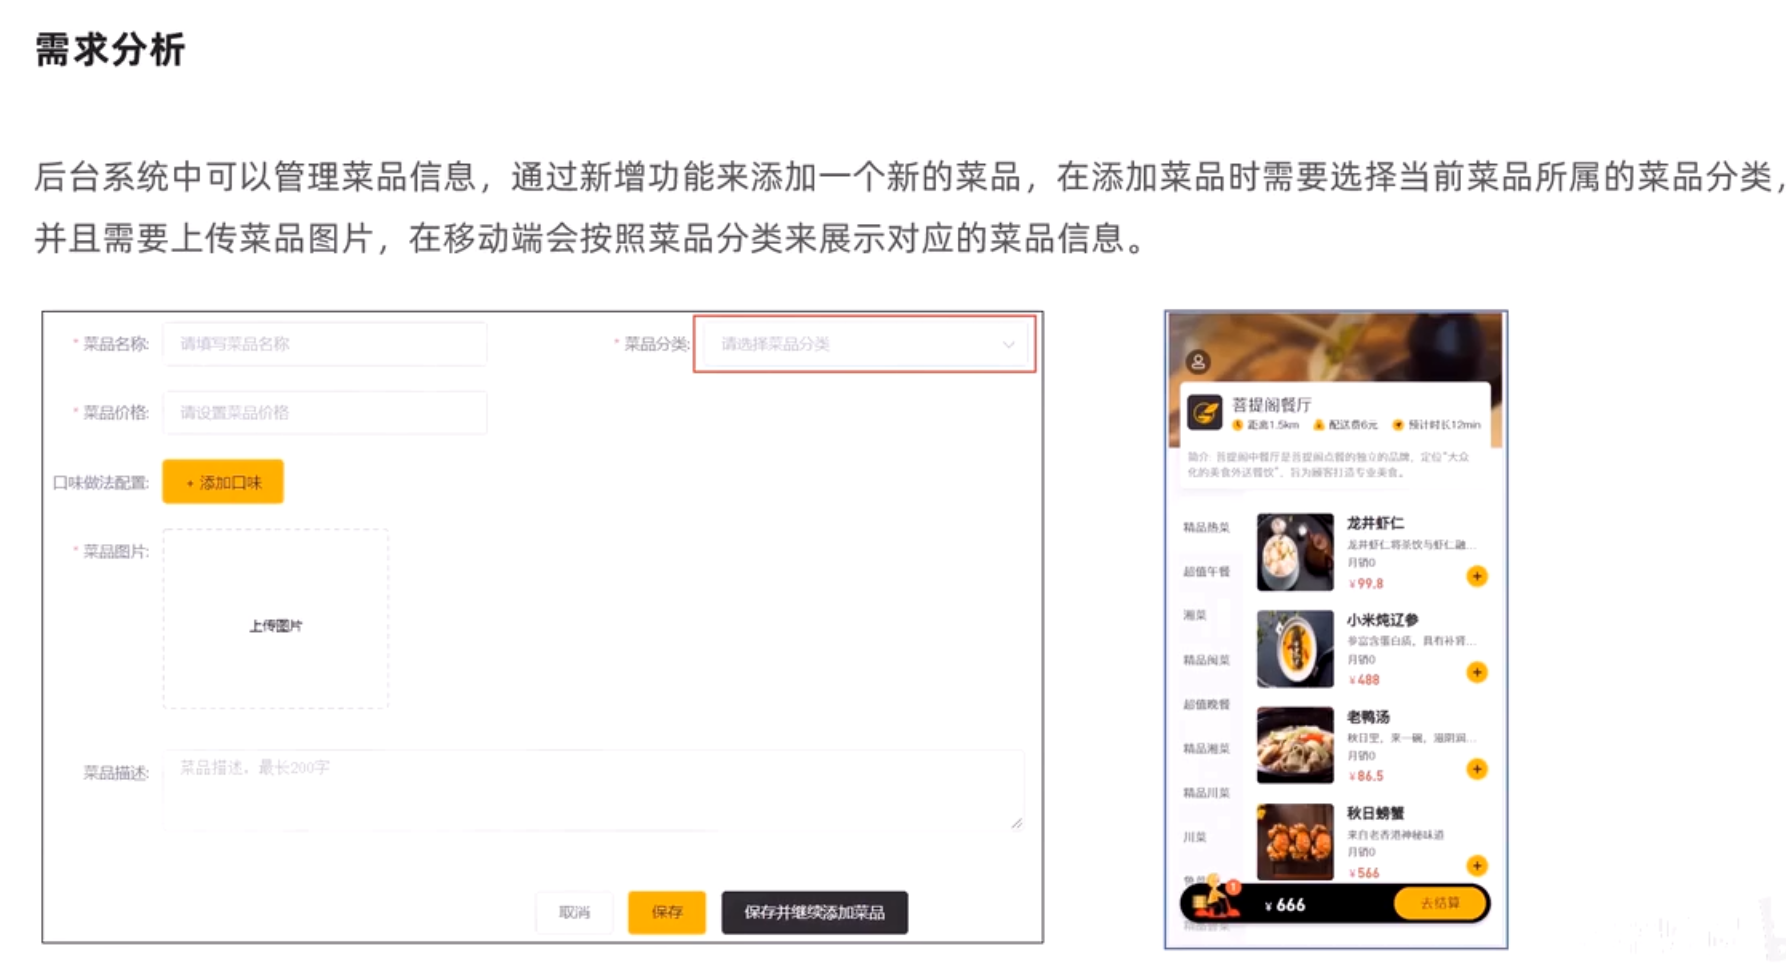 需求分析
后台系统中可以管理菜品信息，通过新增功能来添加一个新的菜品，在添加菜品时需要选择当前菜品所属的菜品分类，
并且需要上传菜品图片，在移动端会按照菜品分类来展示对应的菜品信息。
* 菜品名称: 请填写菜品名称
* 菜品分类: 请选择菜品分类
* 菜品价格: 请设置菜品价格
口味做法配置: + 添加口味
* 菜品图片:
上传图片
菜品描述: 菜品描述，最长200字
取消 保存 保存并继续添加菜品
菩提阁餐厅
距离1.5km 配送费6元 预计时长12min
简介: 菩提阁中餐厅是菩提阁点餐的独立的品牌，定位“大众
化的美食外送餐饮”，旨为顾客打造专业美食。
精品热菜
超值午餐
湘菜
精品闽菜
超值晚餐
精品湘菜
精品川菜
川菜
龙井虾仁
龙井虾仁将茶饮与虾仁融...
月销0
¥99.8
+
小米炖辽参
参富含蛋白质，具有补肾...
月销0
¥488
+
老鸭汤
秋日里，来一碗，滋阴润...
月销0
¥86.5
+
秋日螃蟹
来自老香港神秘味道
月销0
¥566
+
1
¥666
去结算